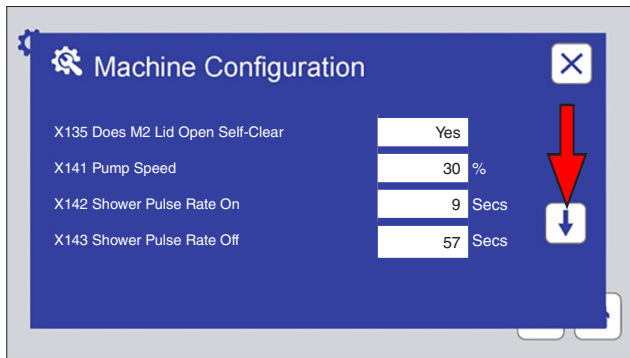 Machine Configuration
X135 Does M2 Lid Open Self-Clear Yes
X141 Pump Speed 30 %
X142 Shower Pulse Rate On 9 Secs
X143 Shower Pulse Rate Off 57 Secs